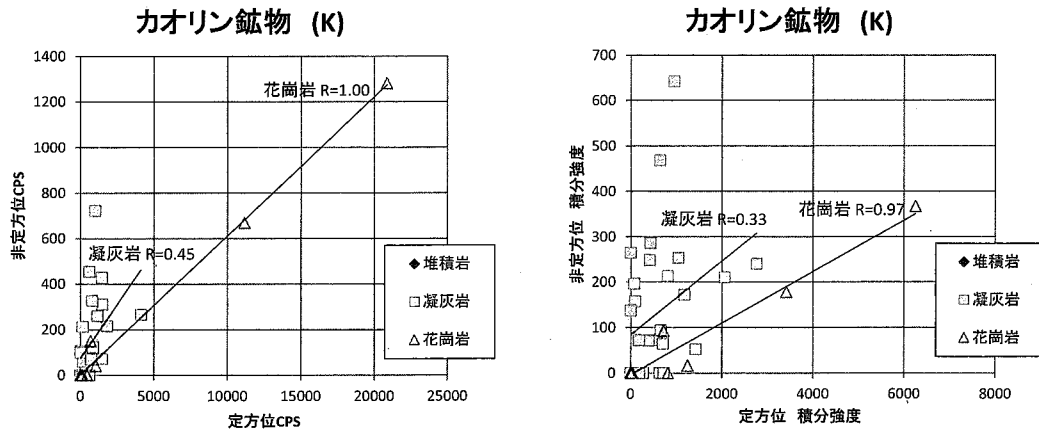 カオリン鉱物 (K)
1400
1200
1000
800
600
400
200
0
非定方位CPS
花崗岩 R=1.00
凝灰岩 R=0.45
◆堆積岩
□凝灰岩
△花崗岩
0 5000 10000 15000 20000 25000
定方位CPS
カオリン鉱物 (K)
700
600
500
400
300
200
100
0
非定方位 積分強度
凝灰岩 R=0.33
花崗岩 R=0.97
◆堆積岩
□凝灰岩
△花崗岩
0 2000 4000 6000 8000
定方位 積分強度